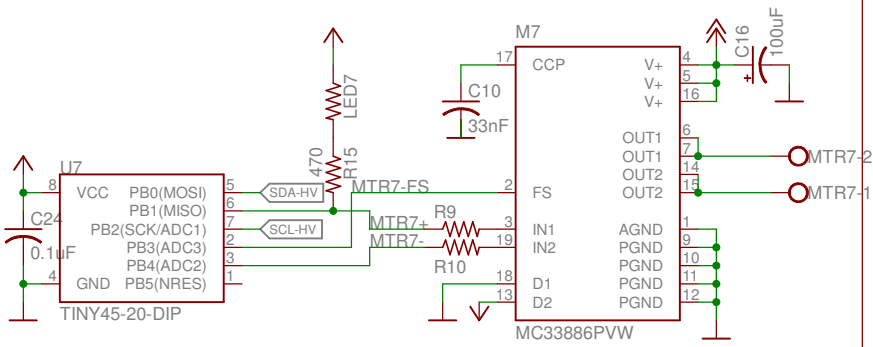 M7
C16
100uF
17
CCP
V+
4
V+
5
V+
16
LED7
C10
33nF
OUT1
6
OUT1
7
OUT2
14
OUT2
15
MTR7-2
MTR7-1
470
R15
U7
8
VCC
PB0(MOSI)
5
SDA-HV
MTR7-FS
2
FS
PB1(MISO)
6
C24
0.1uF
PB2(SCK/ADC1)
7
SCL-HV
MTR7+
R9
3
IN1
AGND
1
PB3(ADC3)
2
MTR7-
19
IN2
PGND
9
PB4(ADC2)
3
R10
PGND
10
4
GND
PB5(NRES)
1
18
D1
PGND
11
13
D2
PGND
12
TINY45-20-DIP
MC33886PVW